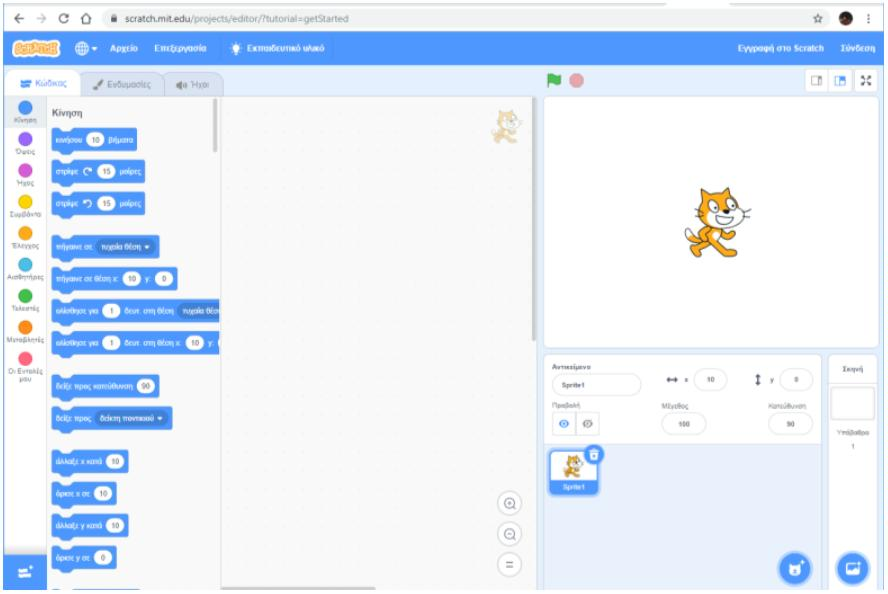 scratch.mit.edu/projects/editor/?tutorial=getStarted
SCRATCH Αρχείο Επεξεργασία Εκπαιδευτικό υλικό Εγγραφή στο Scratch Σύνδεση
Κώδικας Ενδυμασίες Ήχοι
Κίνηση
Όψεις
Ήχος
Συμβάντα
Έλεγχος
Αισθητήρες
Τελεστές
Μεταβλητές
Οι Εντολές
μου
Κίνηση
κινήσου 10 βήματα
στρίψε 15 μοίρες
στρίψε 15 μοίρες
πήγαινε σε τυχαία θέση
πήγαινε σε θέση x: 10 y: 0
ολίσθησε για 1 δευτ. στη θέση τυχαία θέσ
ολίσθησε για 1 δευτ. στη θέση x: 10 y:
δείξε προς κατεύθυνση 90
δείξε προς δείκτη ποντικιού
άλλαξε x κατά 10
όρισε x σε 10
άλλαξε y κατά 10
όρισε y σε 0
Αντικείμενο
Sprite1 x 10 y 0
Προβολή Μέγεθος Κατεύθυνση
100 90
Sprite1
Σκηνή
Υπόβαθρα
1